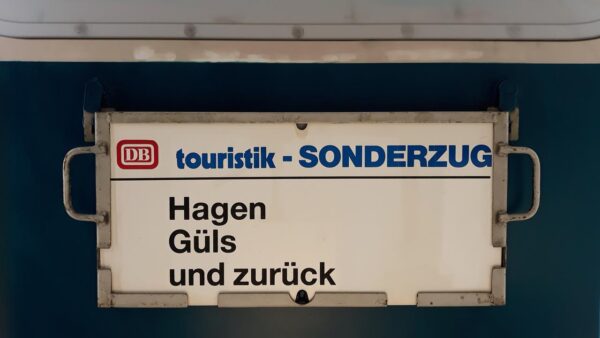 DB touristik - SONDERZUG
Hagen
Güls
und zurück